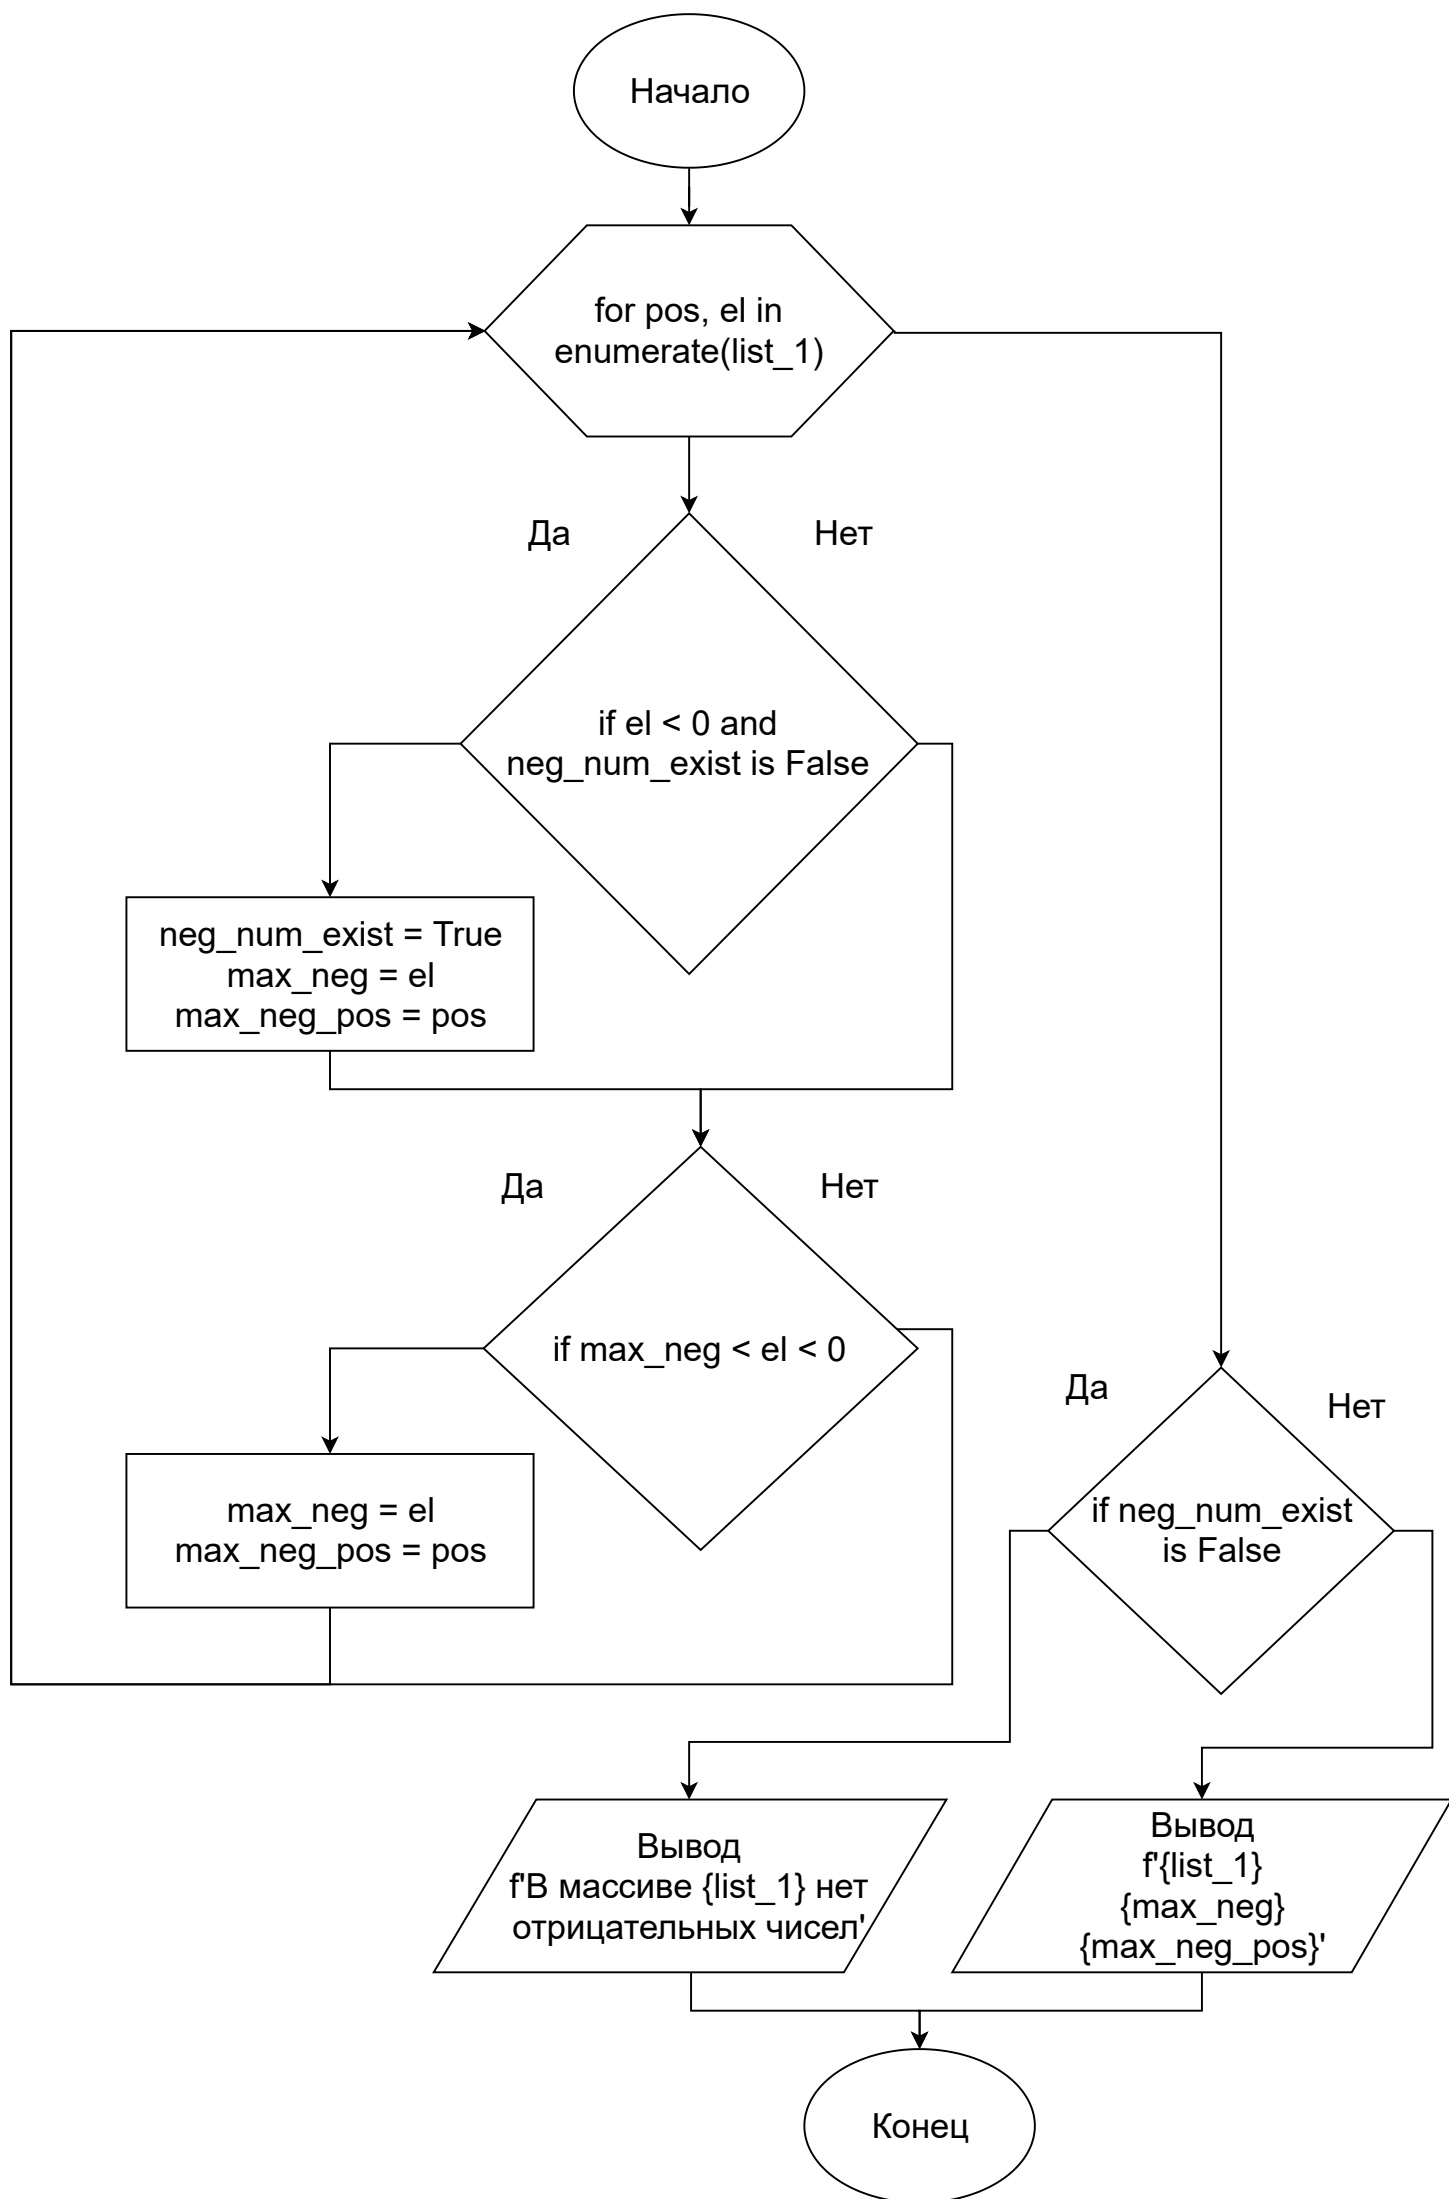 Начало
for pos, el in
enumerate(list_1)
Да
Нет
if el < 0 and
neg_num_exist is False
neg_num_exist = True
max_neg = el
max_neg_pos = pos
Да
Нет
if max_neg < el < 0
max_neg = el
max_neg_pos = pos
Да
Нет
if neg_num_exist
is False
Вывод
f'В массиве {list_1} нет
отрицательных чисел'
Вывод
f'{list_1}
{max_neg}
{max_neg_pos}'
Конец